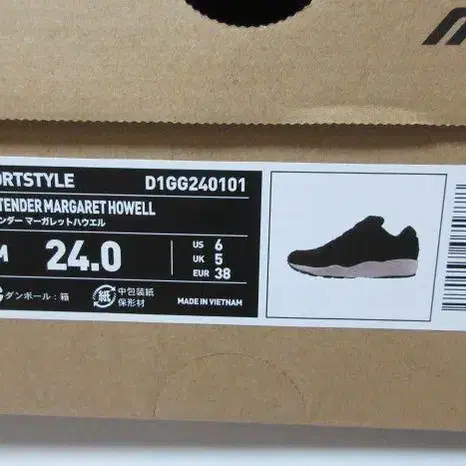 ORTSTYLE D1GG240101
TENDER MARGARET HOWELL
ンダー マーガレットハウエル
M 24.0
US 6
UK 5
EUR 38
MADE IN VIETNAM
ダンボール：箱
紙 中包装紙
保形材